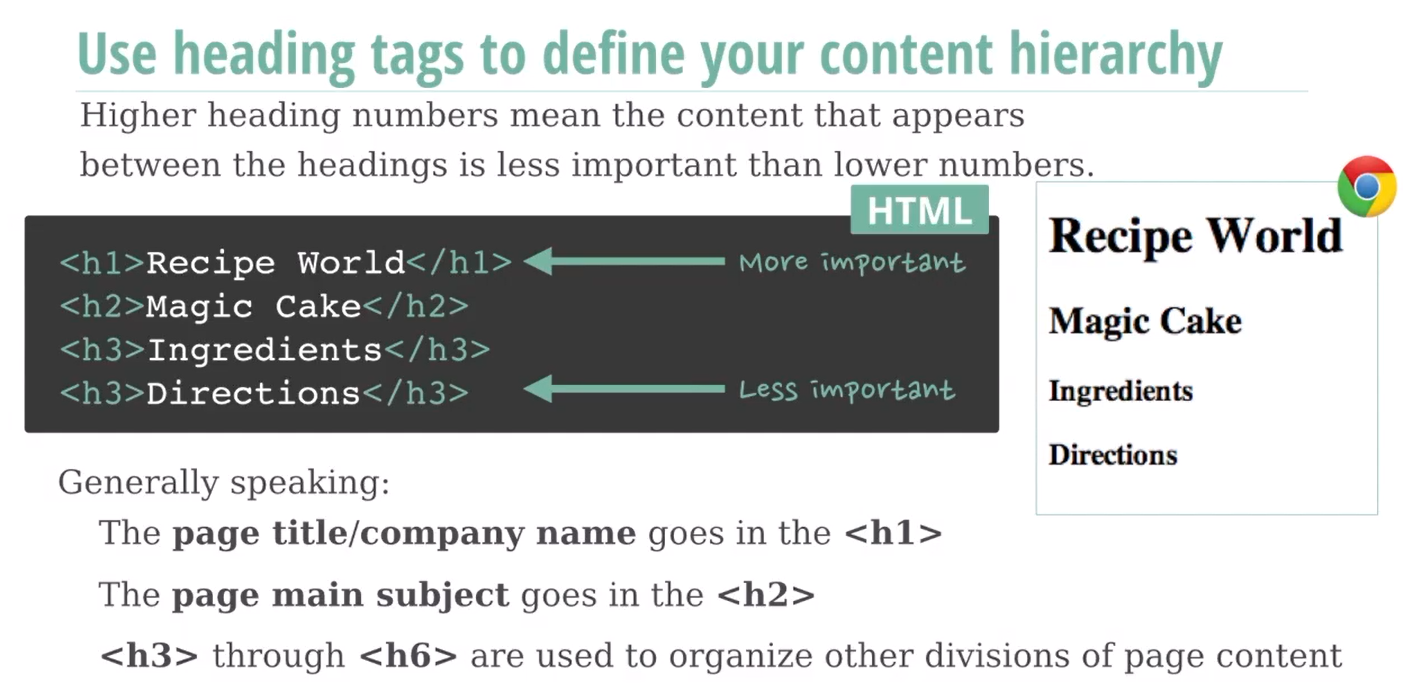 Use heading tags to define your content hierarchy
Higher heading numbers mean the content that appears
between the headings is less important than lower numbers.
HTML
<h1>Recipe World</h1>
More important
<h2>Magic Cake</h2>
<h3>Ingredients</h3>
<h3>Directions</h3>
Less important
Recipe World
Magic Cake
Ingredients
Directions
Generally speaking:
The page title/company name goes in the <h1>
The page main subject goes in the <h2>
<h3> through <h6> are used to organize other divisions of page content